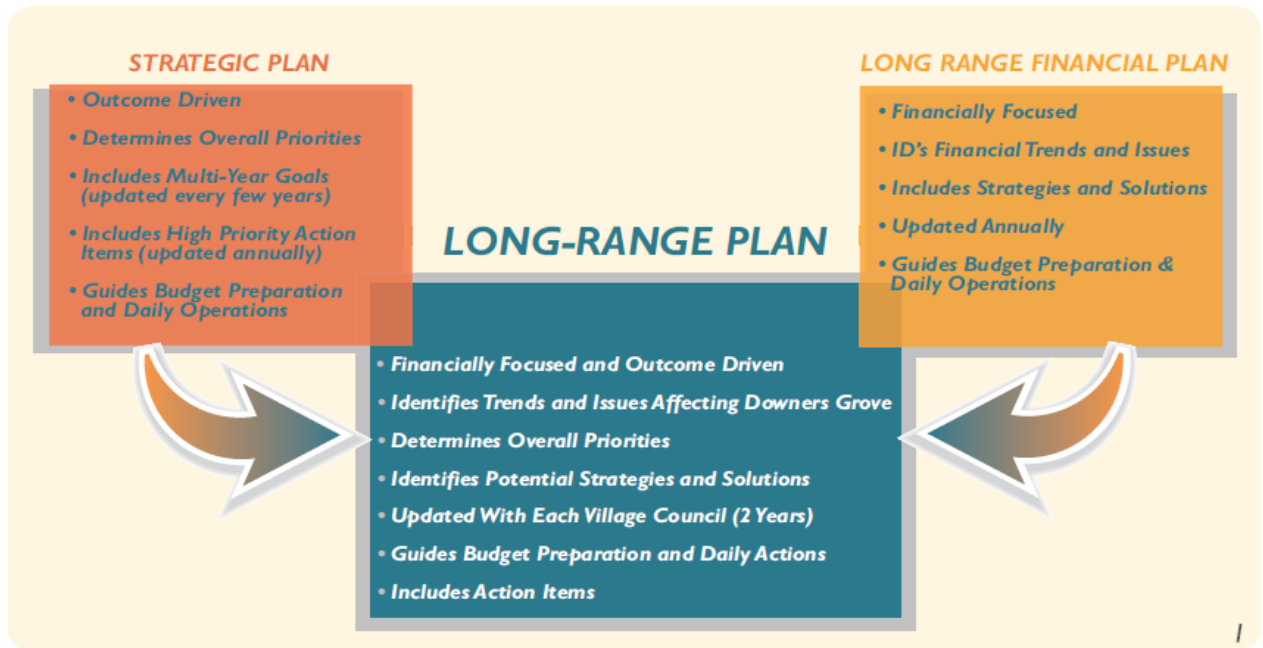 STRATEGIC PLAN
• Outcome Driven
• Determines Overall Priorities
• Includes Multi-Year Goals
(updated every few years)
• Includes High Priority Action
Items (updated annually)
• Guides Budget Preparation
and Daily Operations
LONG RANGE FINANCIAL PLAN
• Financially Focused
• ID's Financial Trends and Issues
• Includes Strategies and Solutions
• Updated Annually
• Guides Budget Preparation &
Daily Operations
LONG-RANGE PLAN
• Financially Focused and Outcome Driven
• Identifies Trends and Issues Affecting Downers Grove
• Determines Overall Priorities
• Identifies Potential Strategies and Solutions
• Updated With Each Village Council (2 Years)
• Guides Budget Preparation and Daily Actions
• Includes Action Items
1